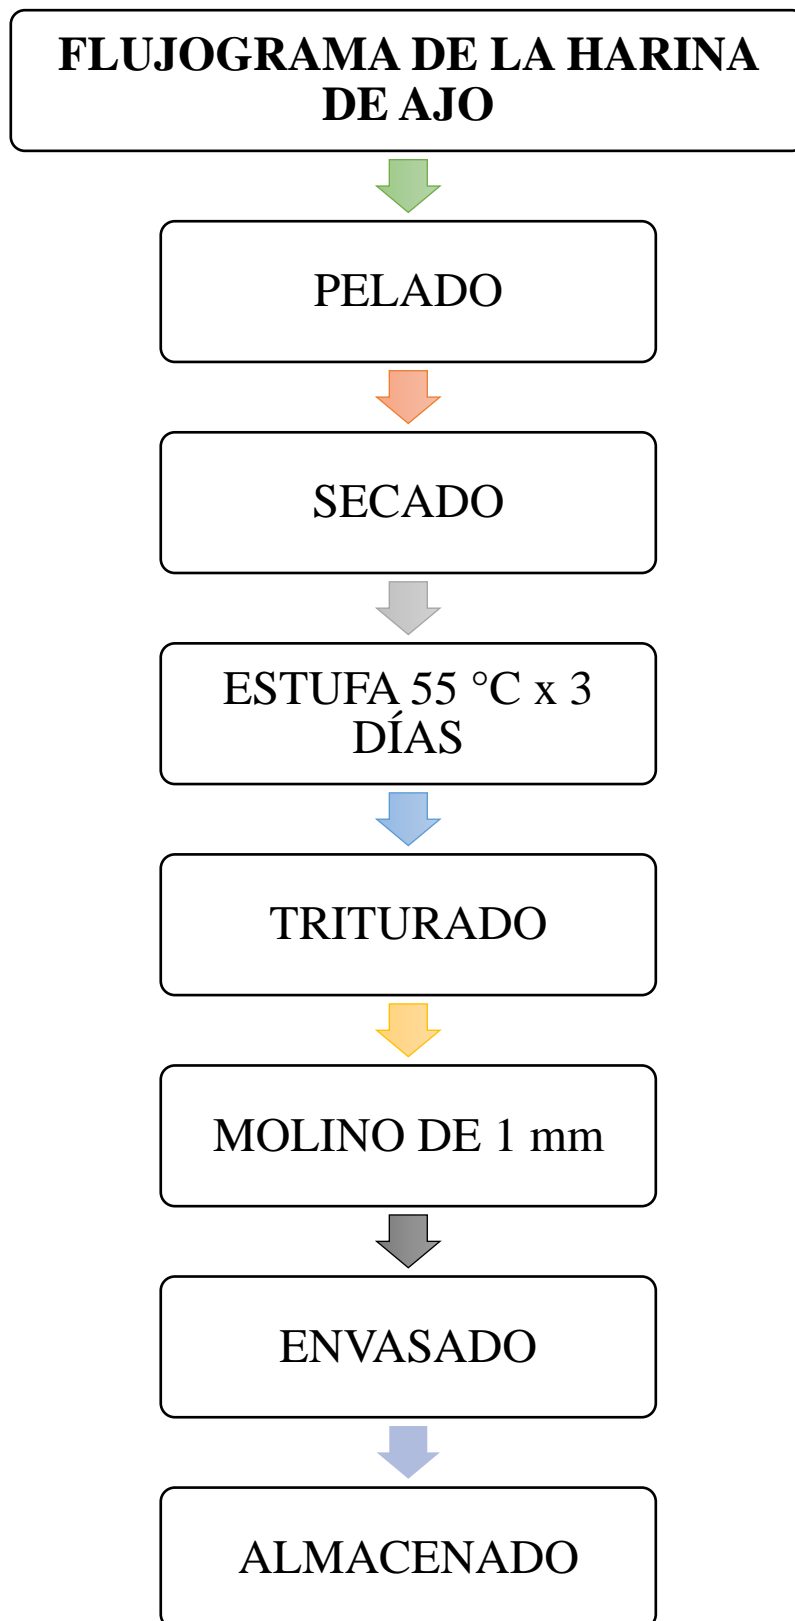 FLUJOGRAMA DE LA HARINA
DE AJO
PELADO
SECADO
ESTUFA 55 °C x 3
DÍAS
TRITURADO
MOLINO DE 1 mm
ENVASADO
ALMACENADO